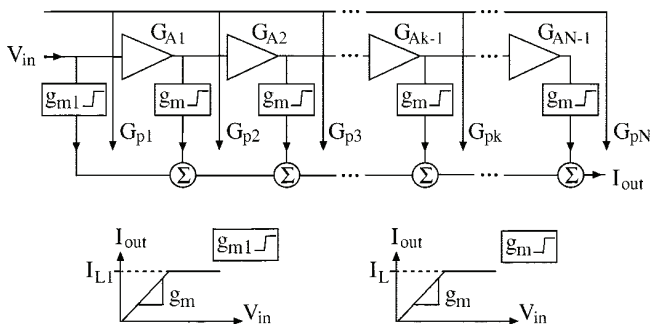 G_A1 G_A2 ... G_Ak-1 ... G_AN-1
V_in
g_m1 g_m g_m g_m g_m
G_p1 G_p2 G_p3 G_pk G_pN
Σ Σ ... Σ ... Σ I_out
I_out g_m1
I_L1
g_m
V_in
I_out g_m
I_L
g_m
V_in